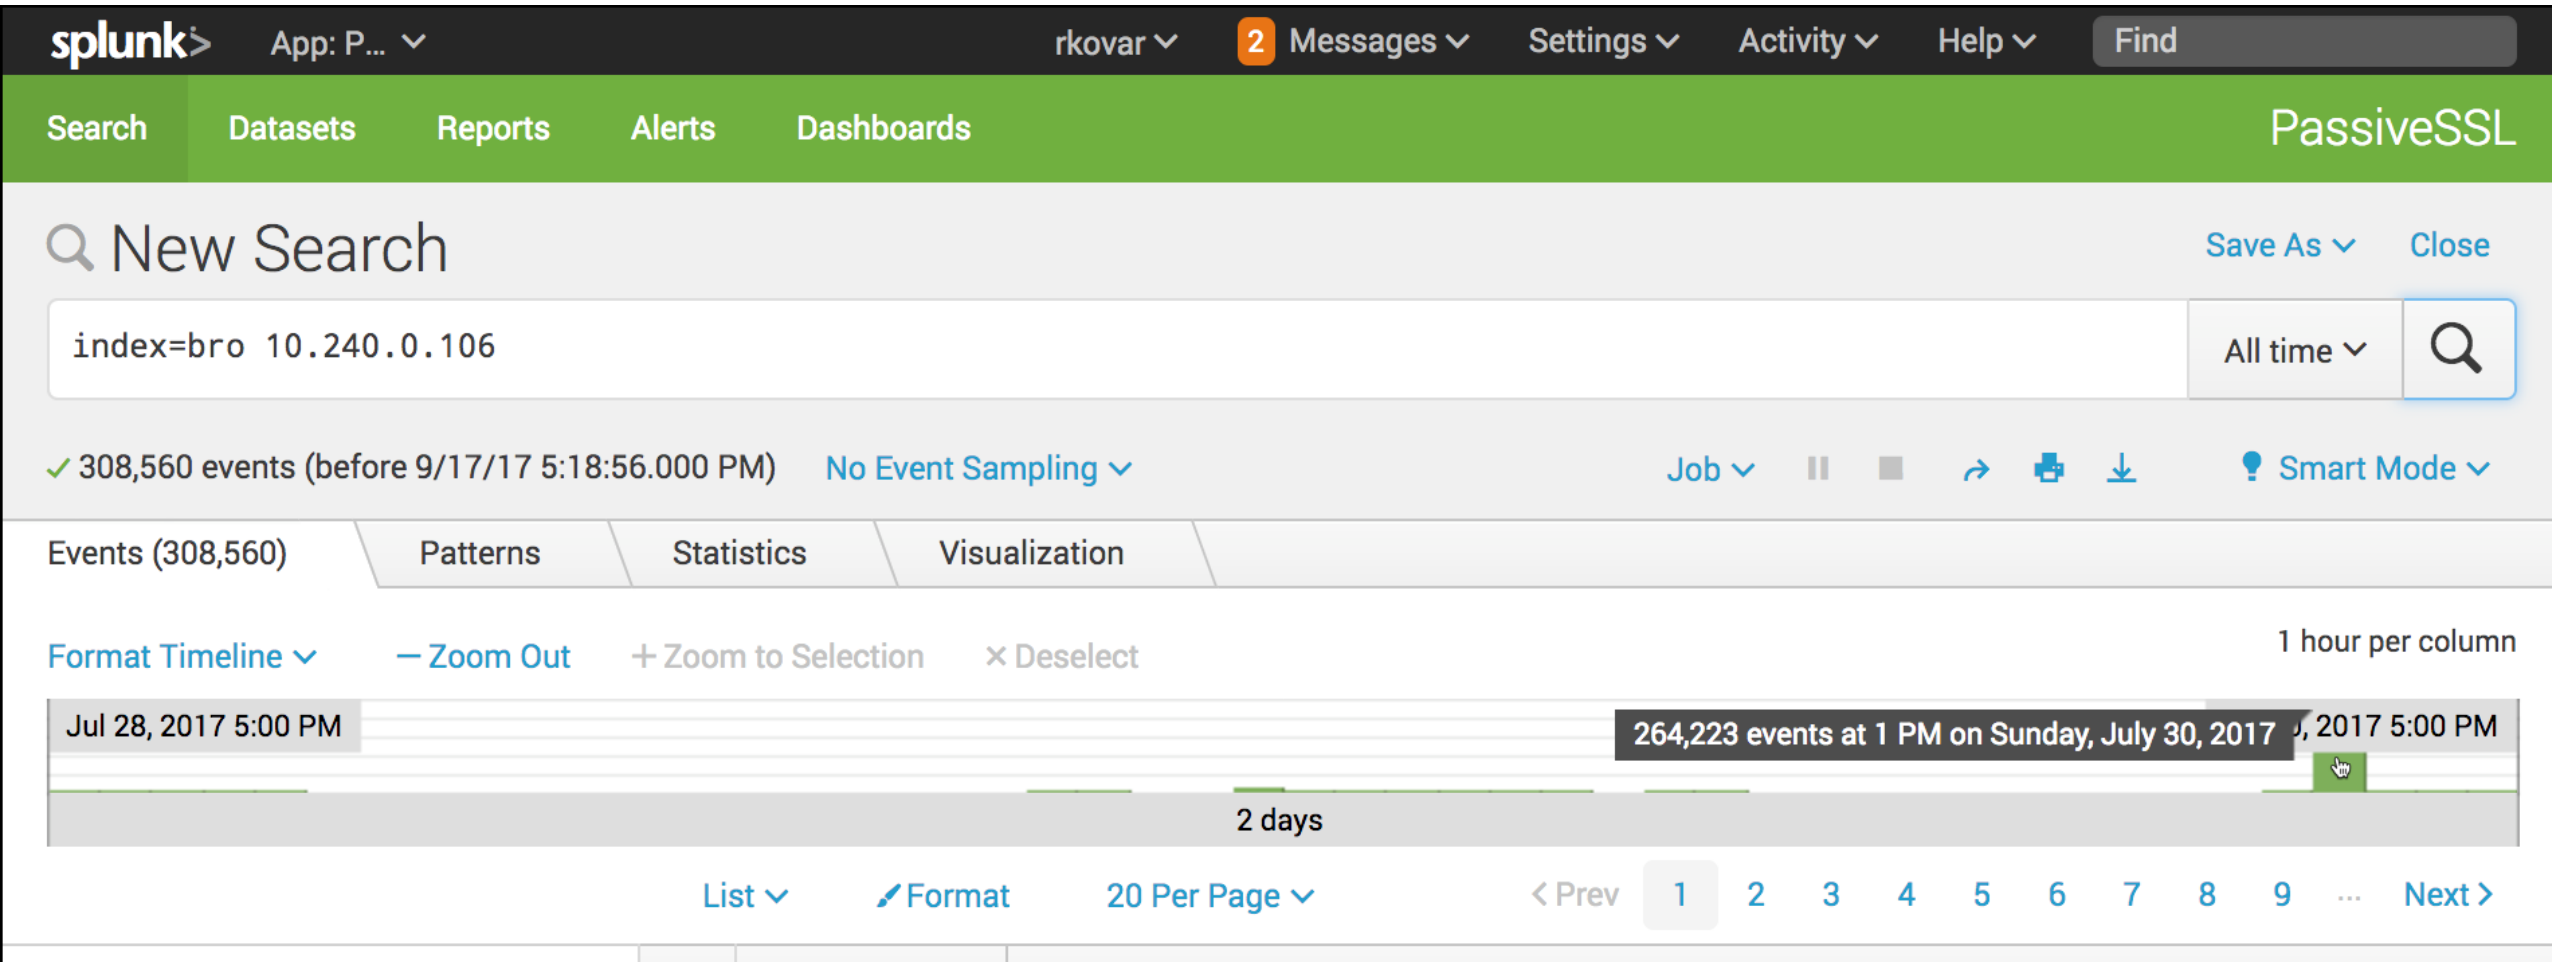 splunk> App: P... rkovar 2 Messages Settings Activity Help Find
Search Datasets Reports Alerts Dashboards PassiveSSL
New Search Save As Close
index=bro 10.240.0.106 All time
308,560 events (before 9/17/17 5:18:56.000 PM) No Event Sampling Job Smart Mode
Events (308,560) Patterns Statistics Visualization
Format Timeline — Zoom Out + Zoom to Selection × Deselect 1 hour per column
Jul 28, 2017 5:00 PM 264,223 events at 1 PM on Sunday, July 30, 2017 , 2017 5:00 PM
2 days
List Format 20 Per Page < Prev 1 2 3 4 5 6 7 8 9 ... Next >